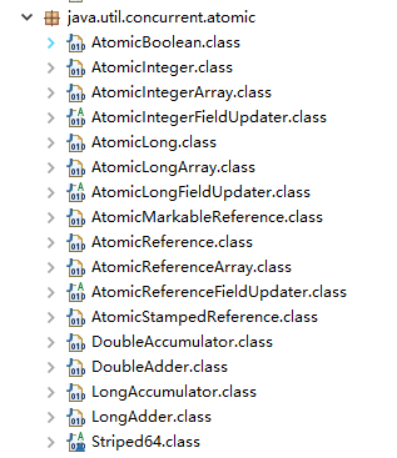 java.util.concurrent.atomic
AtomicBoolean.class
AtomicInteger.class
AtomicIntegerArray.class
AtomicIntegerFieldUpdater.class
AtomicLong.class
AtomicLongArray.class
AtomicLongFieldUpdater.class
AtomicMarkableReference.class
AtomicReference.class
AtomicReferenceArray.class
AtomicReferenceFieldUpdater.class
AtomicStampedReference.class
DoubleAccumulator.class
DoubleAdder.class
LongAccumulator.class
LongAdder.class
Striped64.class